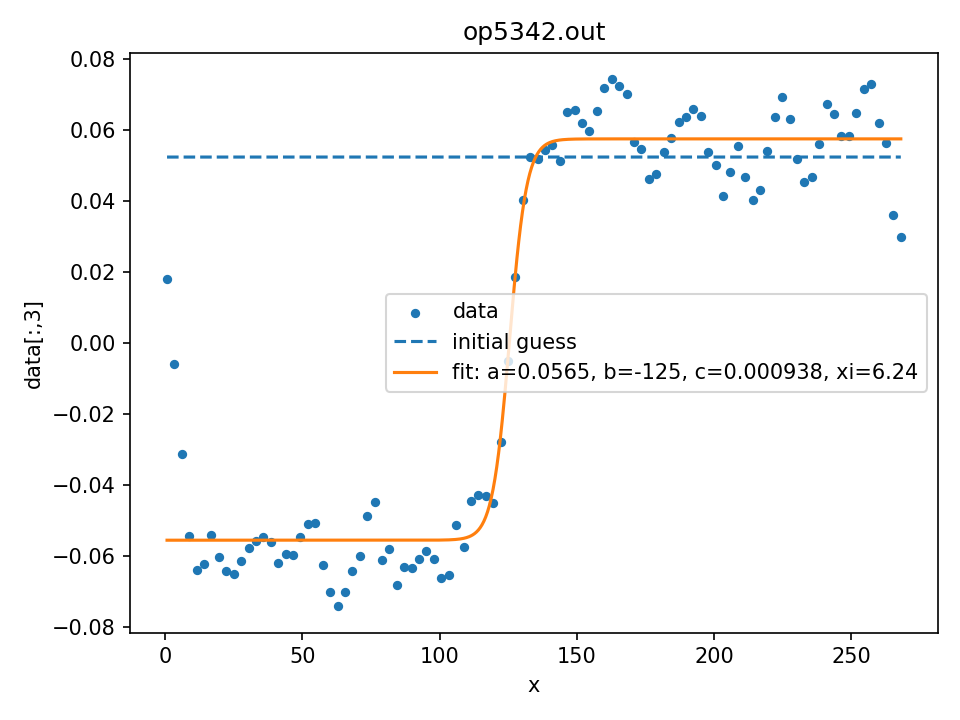 op5342.out
0.08
0.06
0.04
0.02
0.00
−0.02
−0.04
−0.06
−0.08
data[:,3]
data
initial guess
fit: a=0.0565, b=-125, c=0.000938, xi=6.24
0 50 100 150 200 250
x